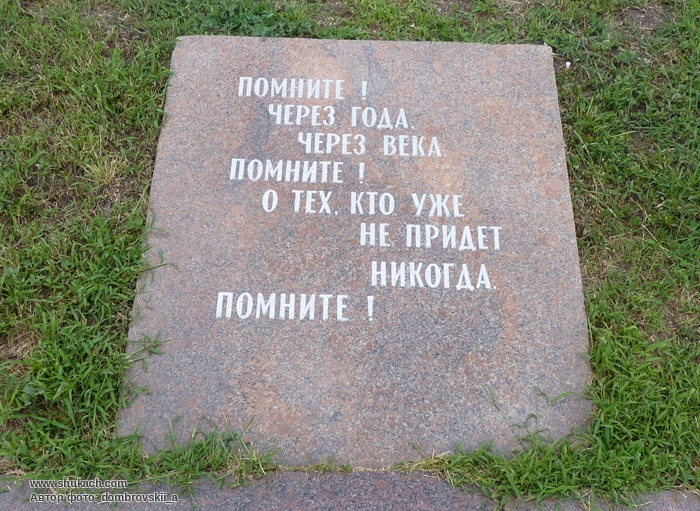 ПОМНИТЕ !
ЧЕРЕЗ ГОДА,
ЧЕРЕЗ ВЕКА
ПОМНИТЕ !
О ТЕХ, КТО УЖЕ
НЕ ПРИДЕТ
НИКОГДА.
ПОМНИТЕ !
www.shukach.com
Автор фото: dombrovskii_a